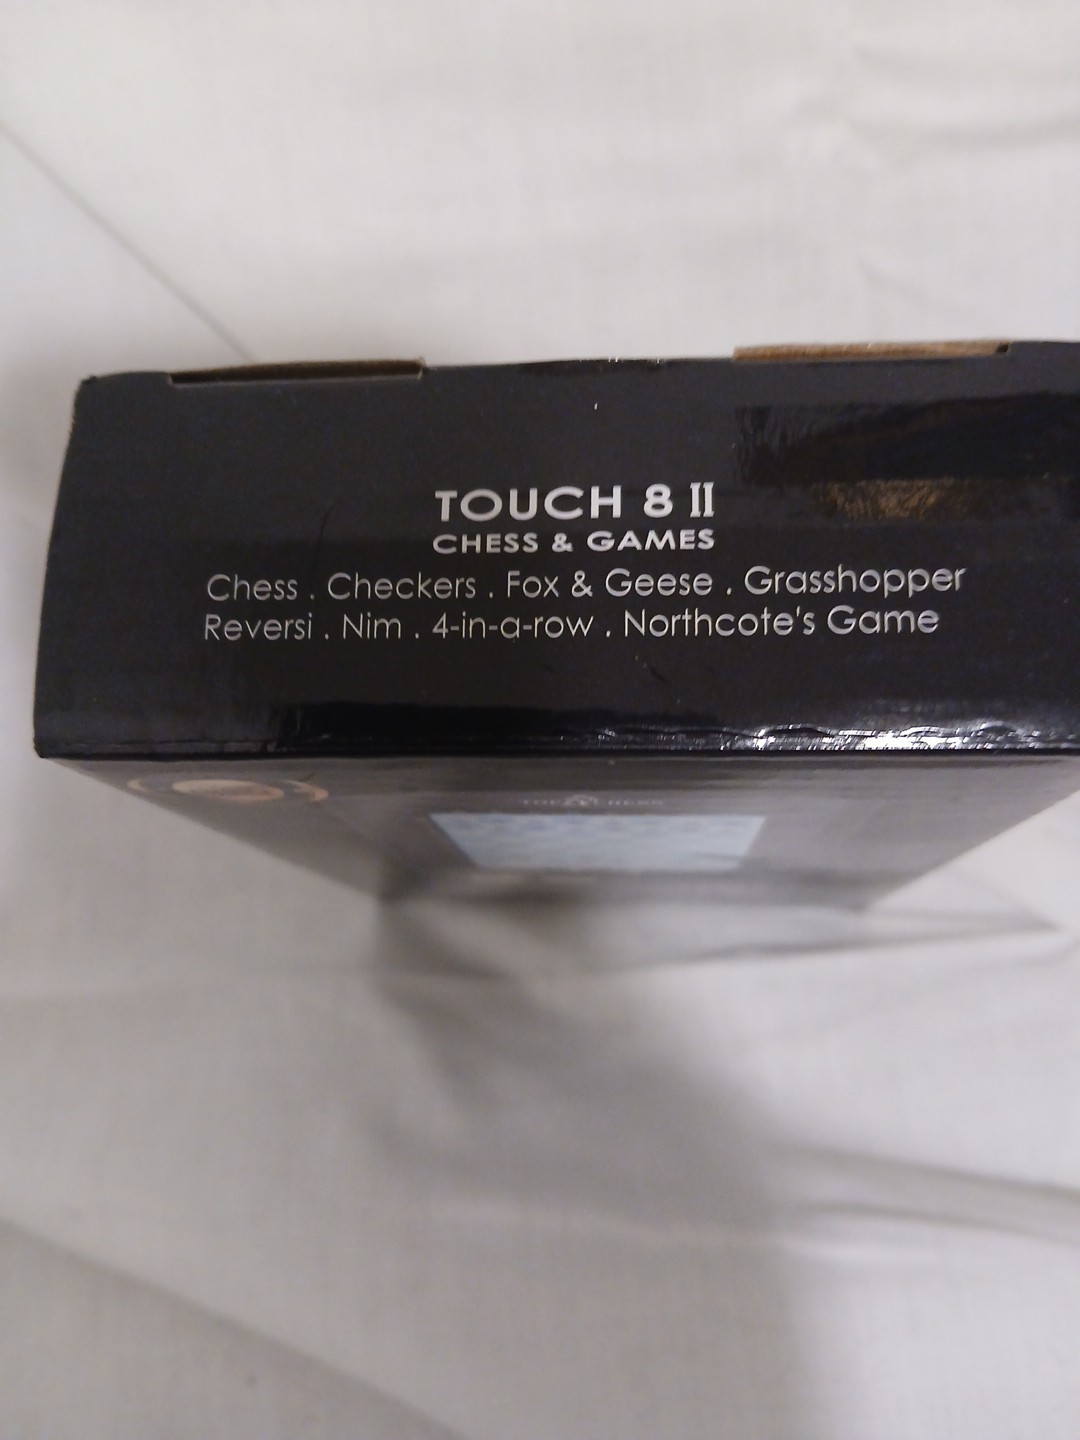 TOUCH 8 II
CHESS & GAMES
Chess . Checkers . Fox & Geese . Grasshopper
Reversi . Nim . 4-in-a-row . Northcote's Game